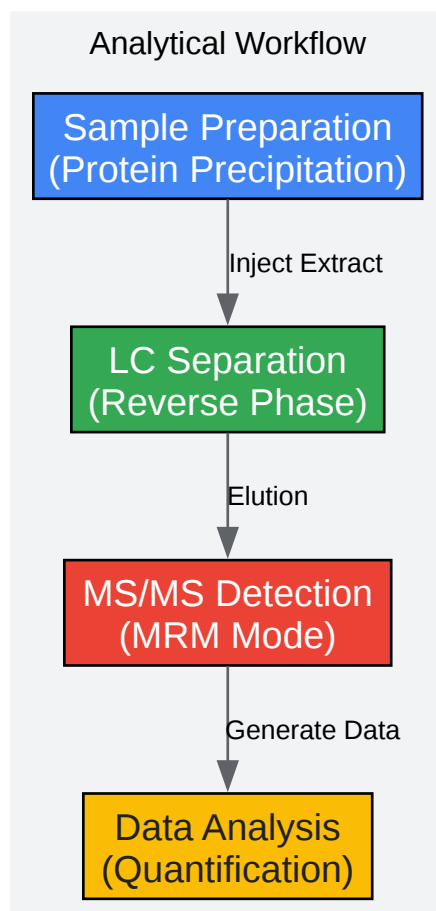 Analytical Workflow
Sample Preparation
(Protein Precipitation)
Inject Extract
LC Separation
(Reverse Phase)
Elution
MS/MS Detection
(MRM Mode)
Generate Data
Data Analysis
(Quantification)